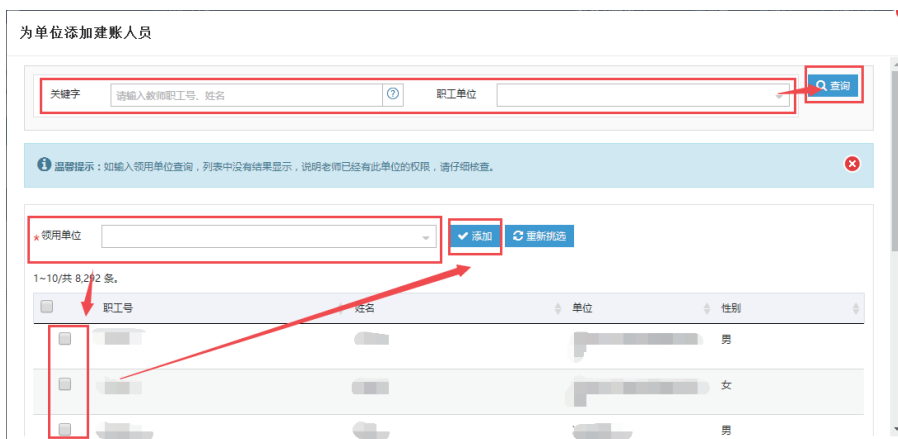 为单位添加建账人员
关键字 请输入教师职工号、姓名 职工单位 查询
温馨提示：如输入领用单位查询，列表中没有结果显示，说明老师已经有此单位的权限，请仔细核查。
*领用单位 添加 重新挑选
1~10/共 8,292 条。
职工号 姓名 单位 性别
男
女
男